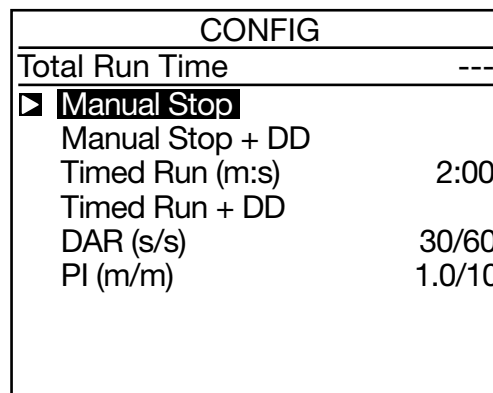 CONFIG
Total Run Time ---
Manual Stop
Manual Stop + DD
Timed Run (m:s) 2:00
Timed Run + DD
DAR (s/s) 30/60
PI (m/m) 1.0/10